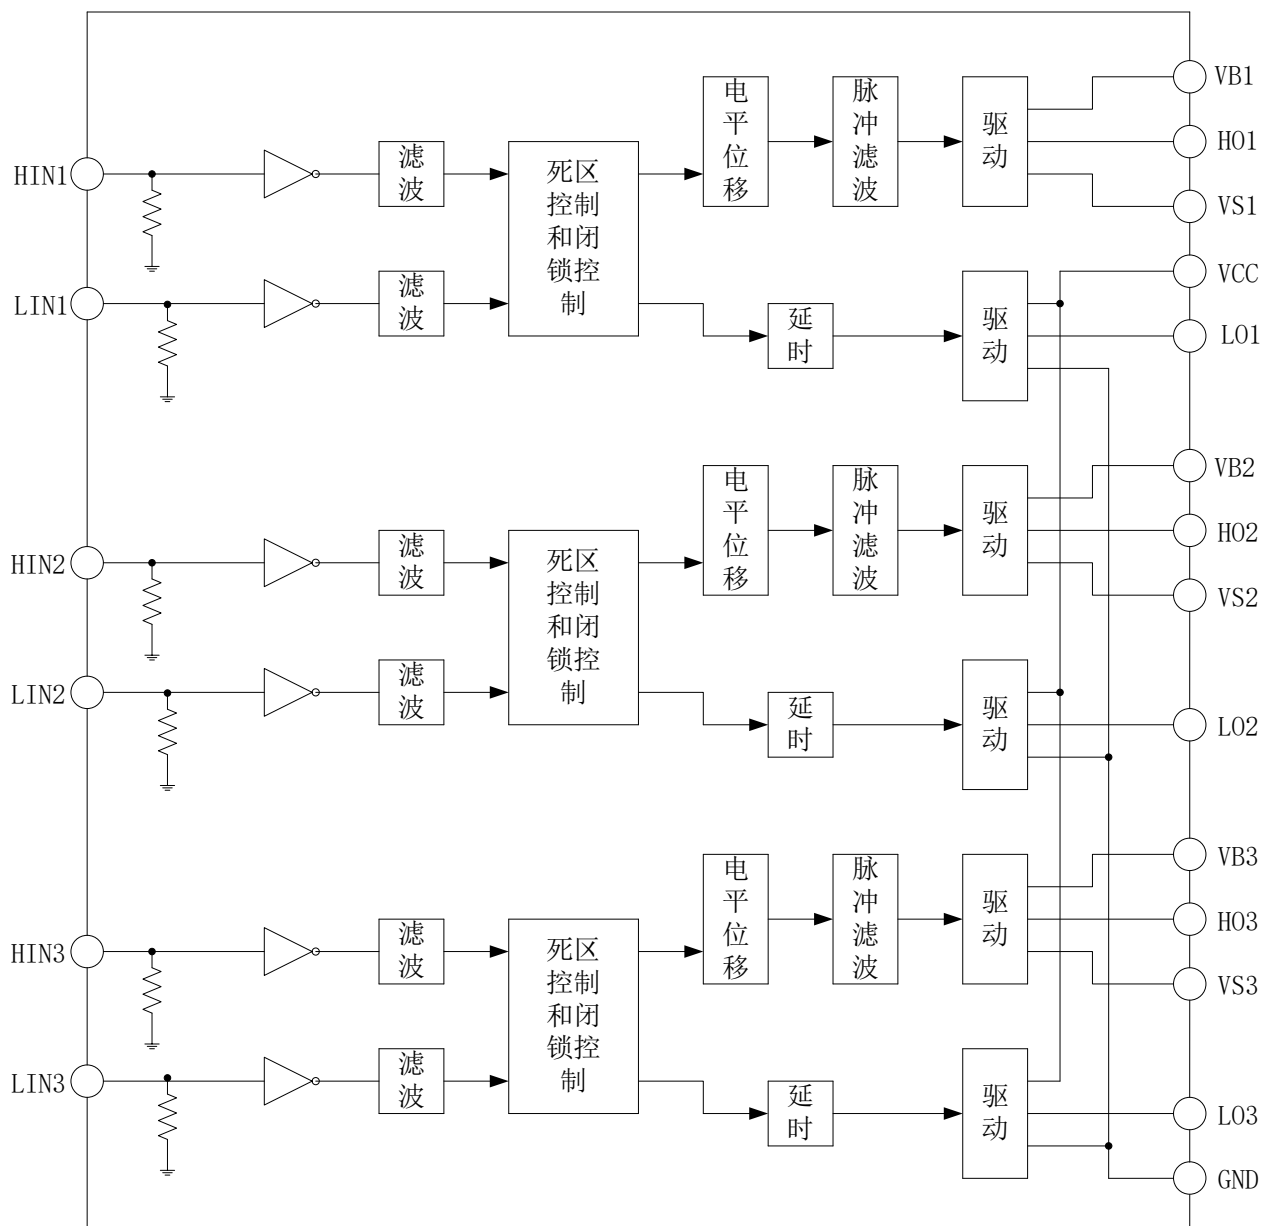 VB1
电平位移
脉冲滤波
驱动
HO1
HIN1
滤波
死区
控制
和闭
锁控
制
VS1
VCC
LIN1
滤波
延时
驱动
LO1
VB2
电平位移
脉冲滤波
驱动
HO2
HIN2
滤波
死区
控制
和闭
锁控
制
VS2
LIN2
滤波
延时
驱动
LO2
VB3
电平位移
脉冲滤波
驱动
HO3
HIN3
滤波
死区
控制
和闭
锁控
制
VS3
LIN3
滤波
延时
驱动
LO3
GND